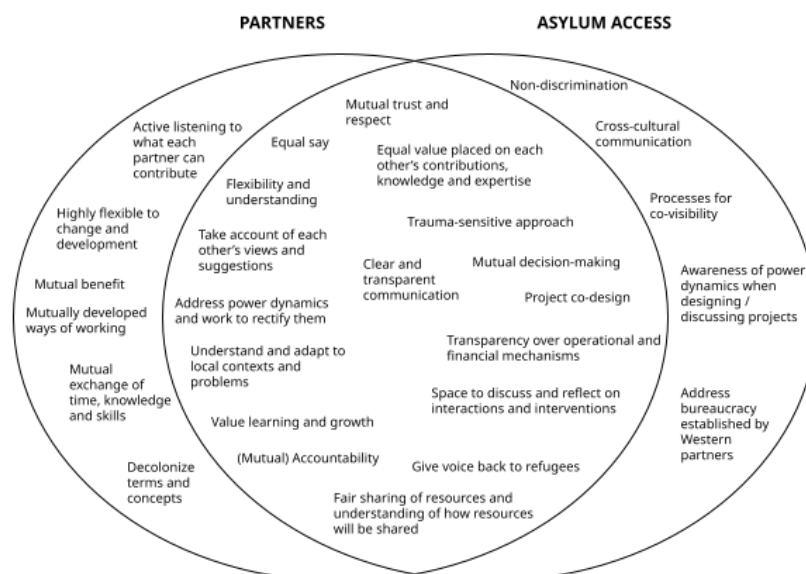 PARTNERS
ASYLUM ACCESS
Active listening to
what each
partner can
contribute
Highly flexible to
change and
development
Mutual benefit
Mutually developed
ways of working
Mutual
exchange of
time, knowledge
and skills
Decolonize
terms and
concepts
Mutual trust and
respect
Equal say
Equal value placed on each
other's contributions,
knowledge and expertise
Flexibility and
understanding
Trauma-sensitive approach
Take account of each
other's views and
suggestions
Clear and
transparent
communication
Mutual decision-making
Project co-design
Address power dynamics
and work to rectify them
Transparency over operational and
financial mechanisms
Understand and adapt to
local contexts and
problems
Space to discuss and reflect on
interactions and interventions
Value learning and growth
(Mutual) Accountability
Give voice back to refugees
Fair sharing of resources and
understanding of how resources
will be shared
Non-discrimination
Cross-cultural
communication
Processes for
co-visibility
Awareness of power
dynamics when
designing /
discussing projects
Address
bureaucracy
established by
Western
partners